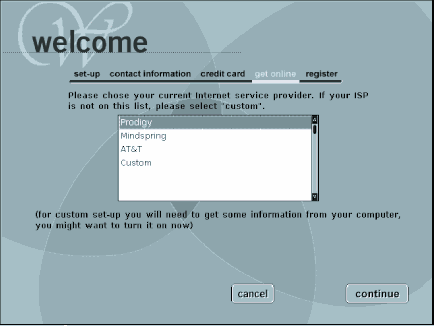 W
welcome
set-up contact information credit card get online register
Please chose your current Internet service provider. If your ISP
is not on this list, please select "custom".
Prodigy
Mindspring
AT&T
Custom
(for custom set-up you will need to get some information from your computer,
you might want to turn it on now)
cancel continue